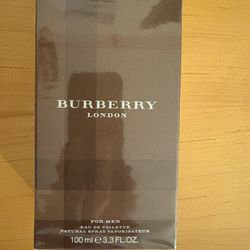 BURBERRY
LONDON
FOR MEN
EAU DE TOILETTE
NATURAL SPRAY VAPORISATEUR
100 ml ℮ 3.3 FL.OZ.